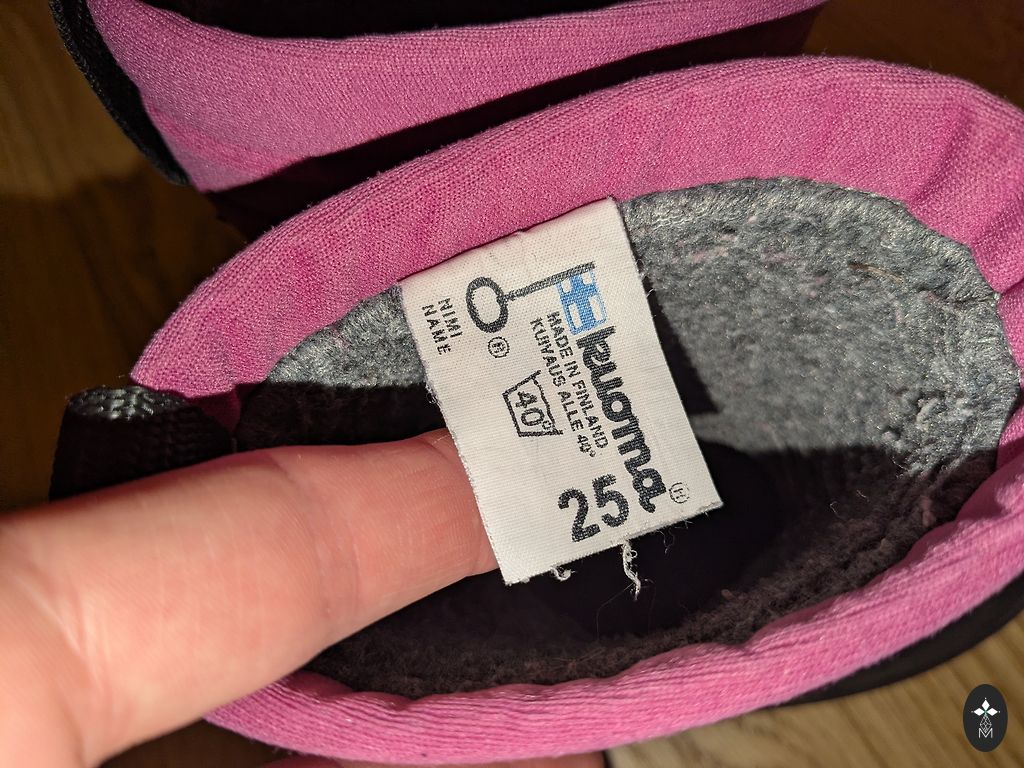 kuoma®
MADE IN FINLAND
KUIVAUS ALLE 40°
40°
25
®
NIMI
NAME
M